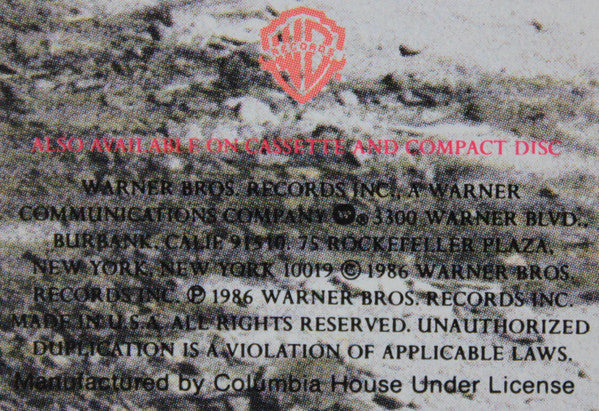 WB
RECORDS
ALSO AVAILABLE ON CASSETTE AND COMPACT DISC
WARNER BROS. RECORDS INC., A WARNER
COMMUNICATIONS COMPANY W ® 3300 WARNER BLVD.,
BURBANK, CALIF. 91510. 75 ROCKEFELLER PLAZA,
NEW YORK, NEW YORK 10019 © 1986 WARNER BROS.
RECORDS INC. ℗ 1986 WARNER BROS. RECORDS INC.
MADE IN U.S.A. ALL RIGHTS RESERVED. UNAUTHORIZED
DUPLICATION IS A VIOLATION OF APPLICABLE LAWS.
Manufactured by Columbia House Under License